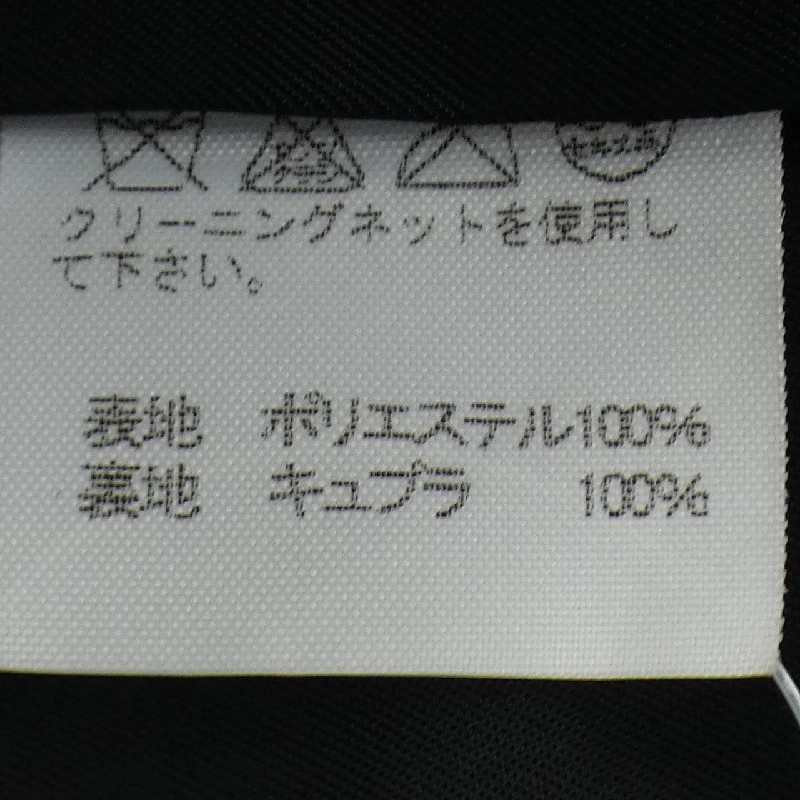 クリーニングネットを使用し
て下さい。
表地 ポリエステル100%
裏地 キュプラ 100%